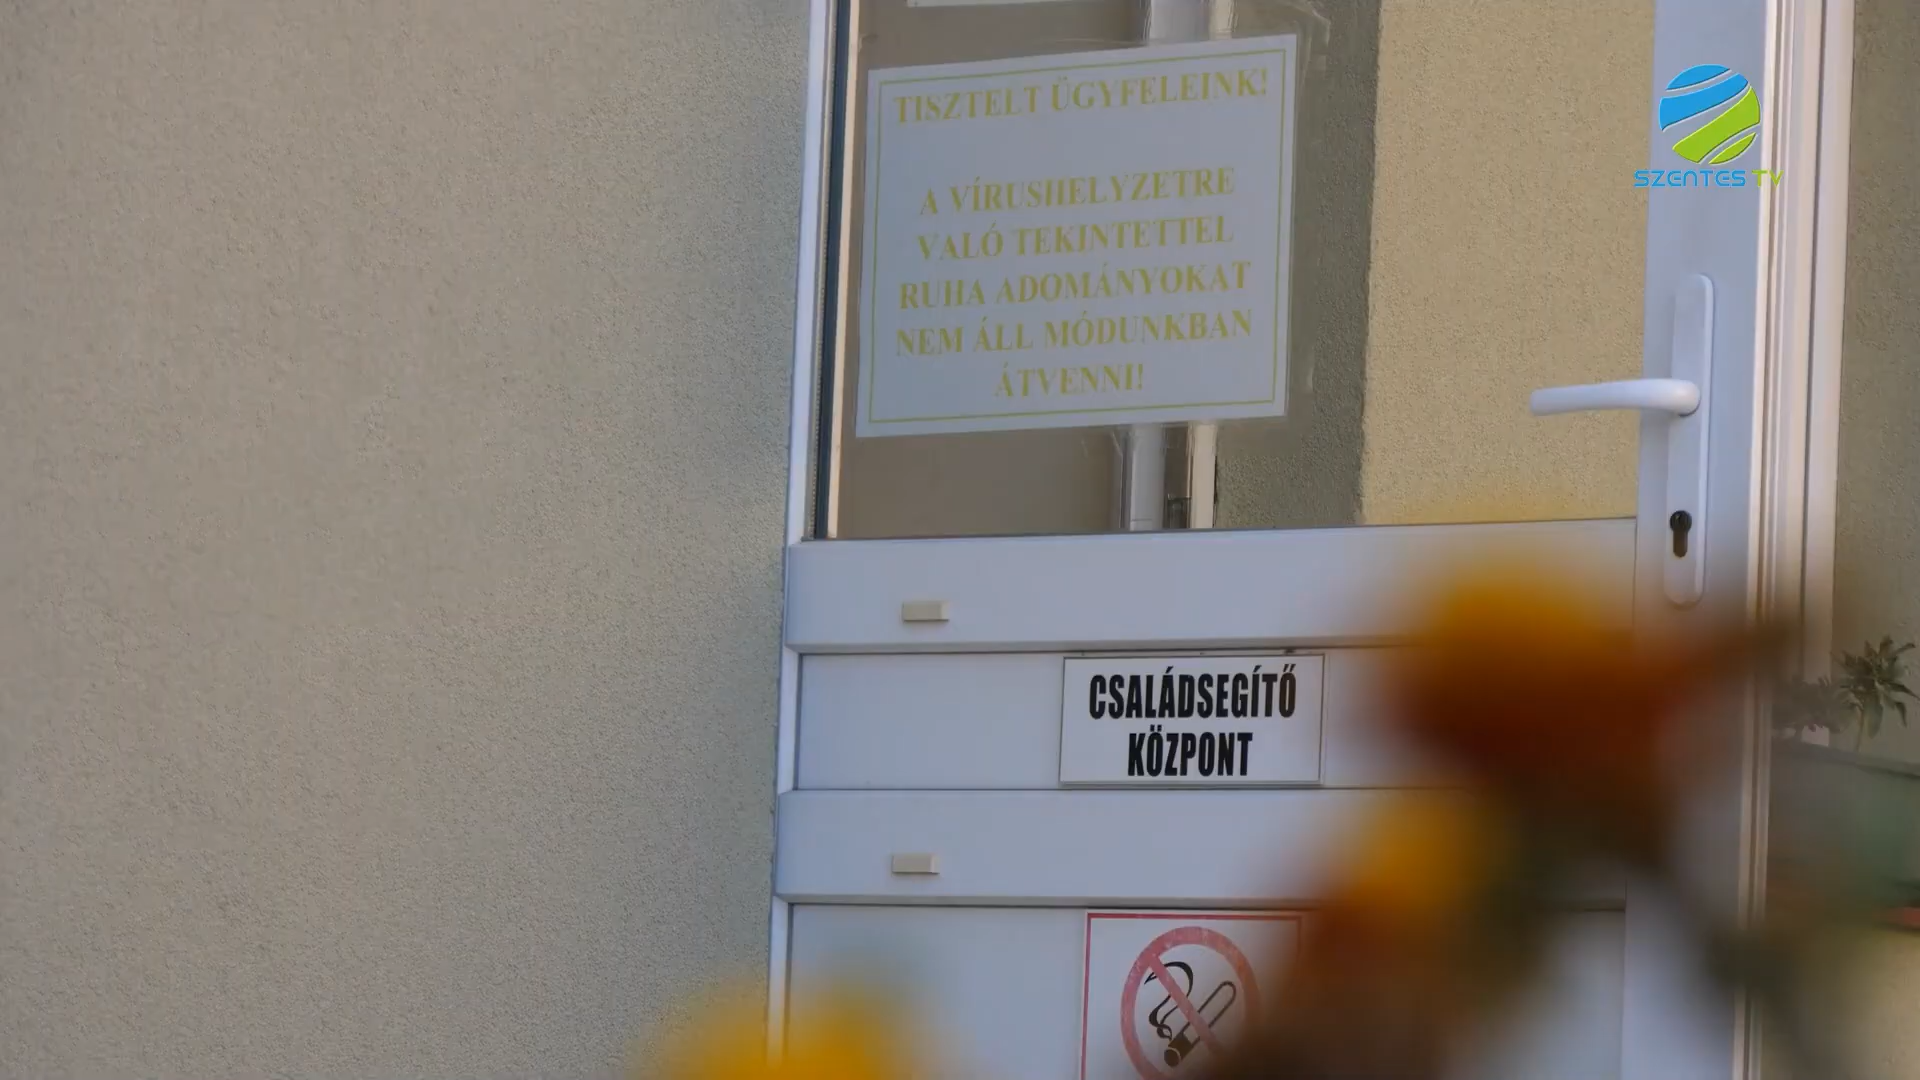 TISZTELT ÜGYFELEINK!
A VÍRUSHELYZETRE
VALÓ TEKINTETTEL
RUHA ADOMÁNYOKAT
NEM ÁLL MÓDUNKBAN
ÁTVENNI!
SZENTES TV
CSALÁDSEGÍTŐ
KÖZPONT